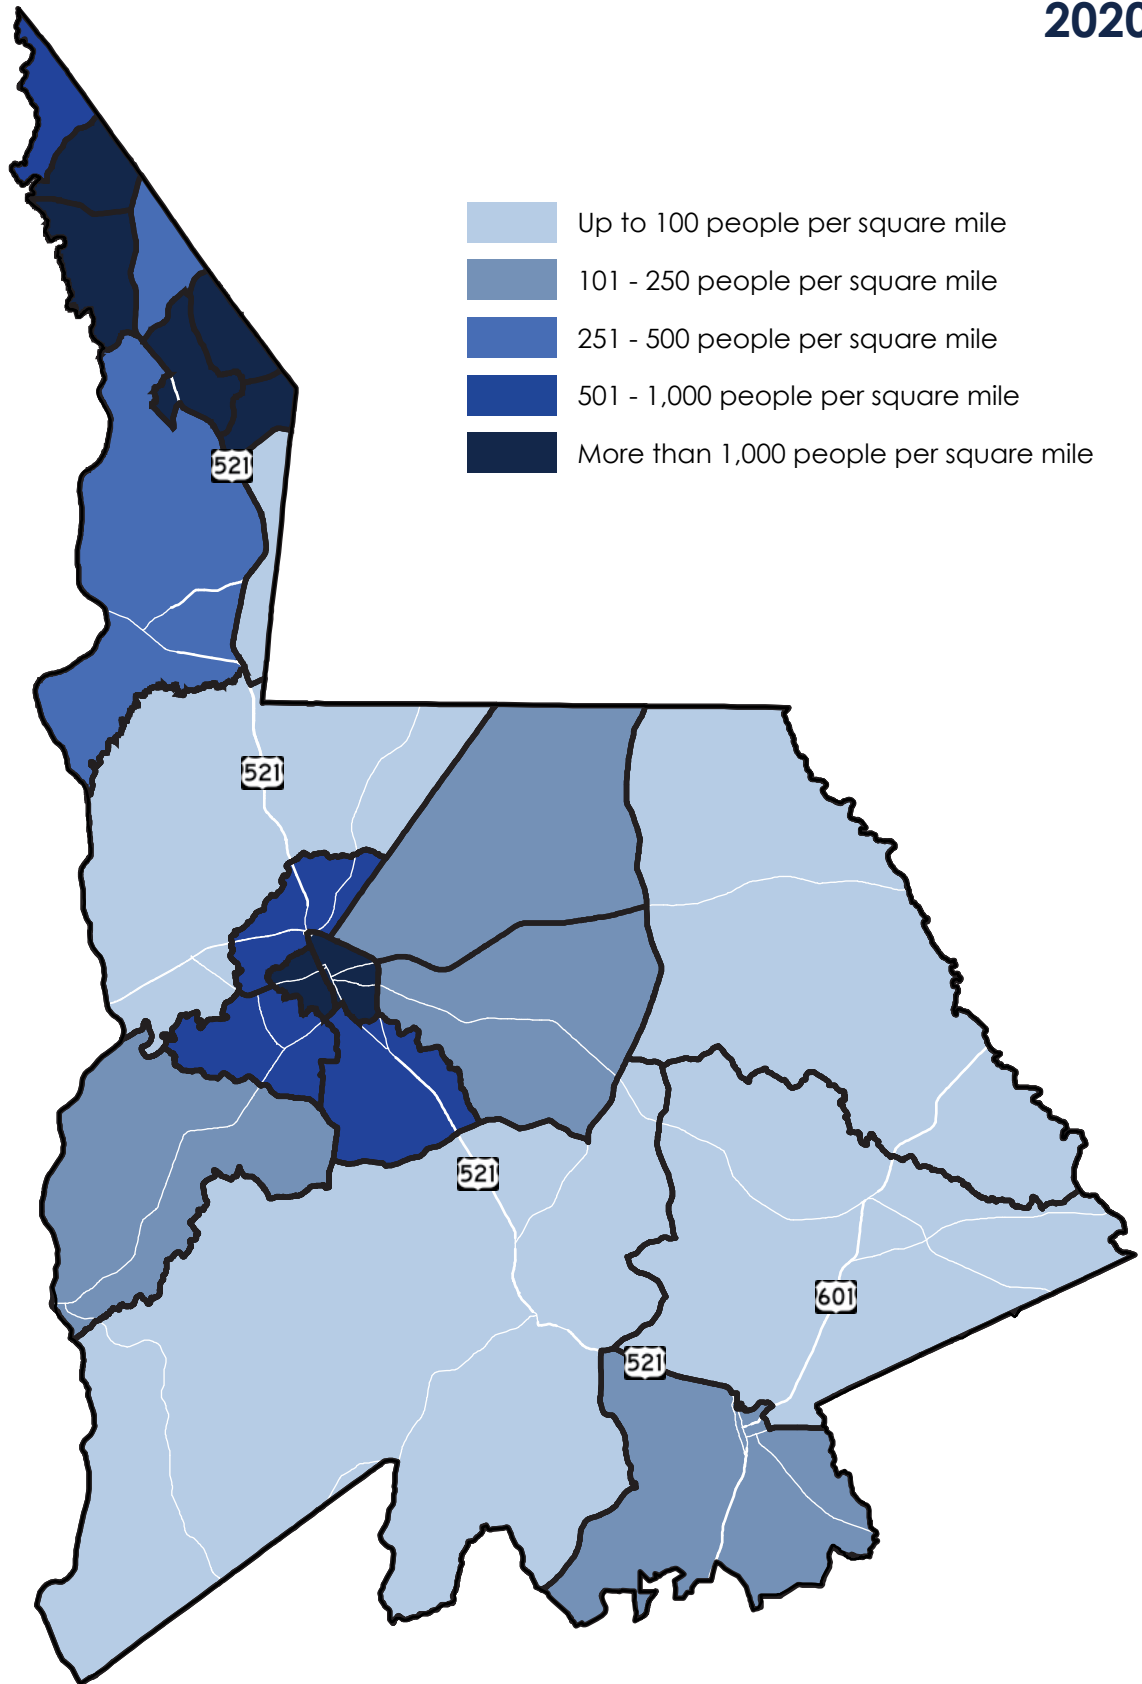 2020
Up to 100 people per square mile
101 - 250 people per square mile
251 - 500 people per square mile
501 - 1,000 people per square mile
More than 1,000 people per square mile
521
521
521
601
521